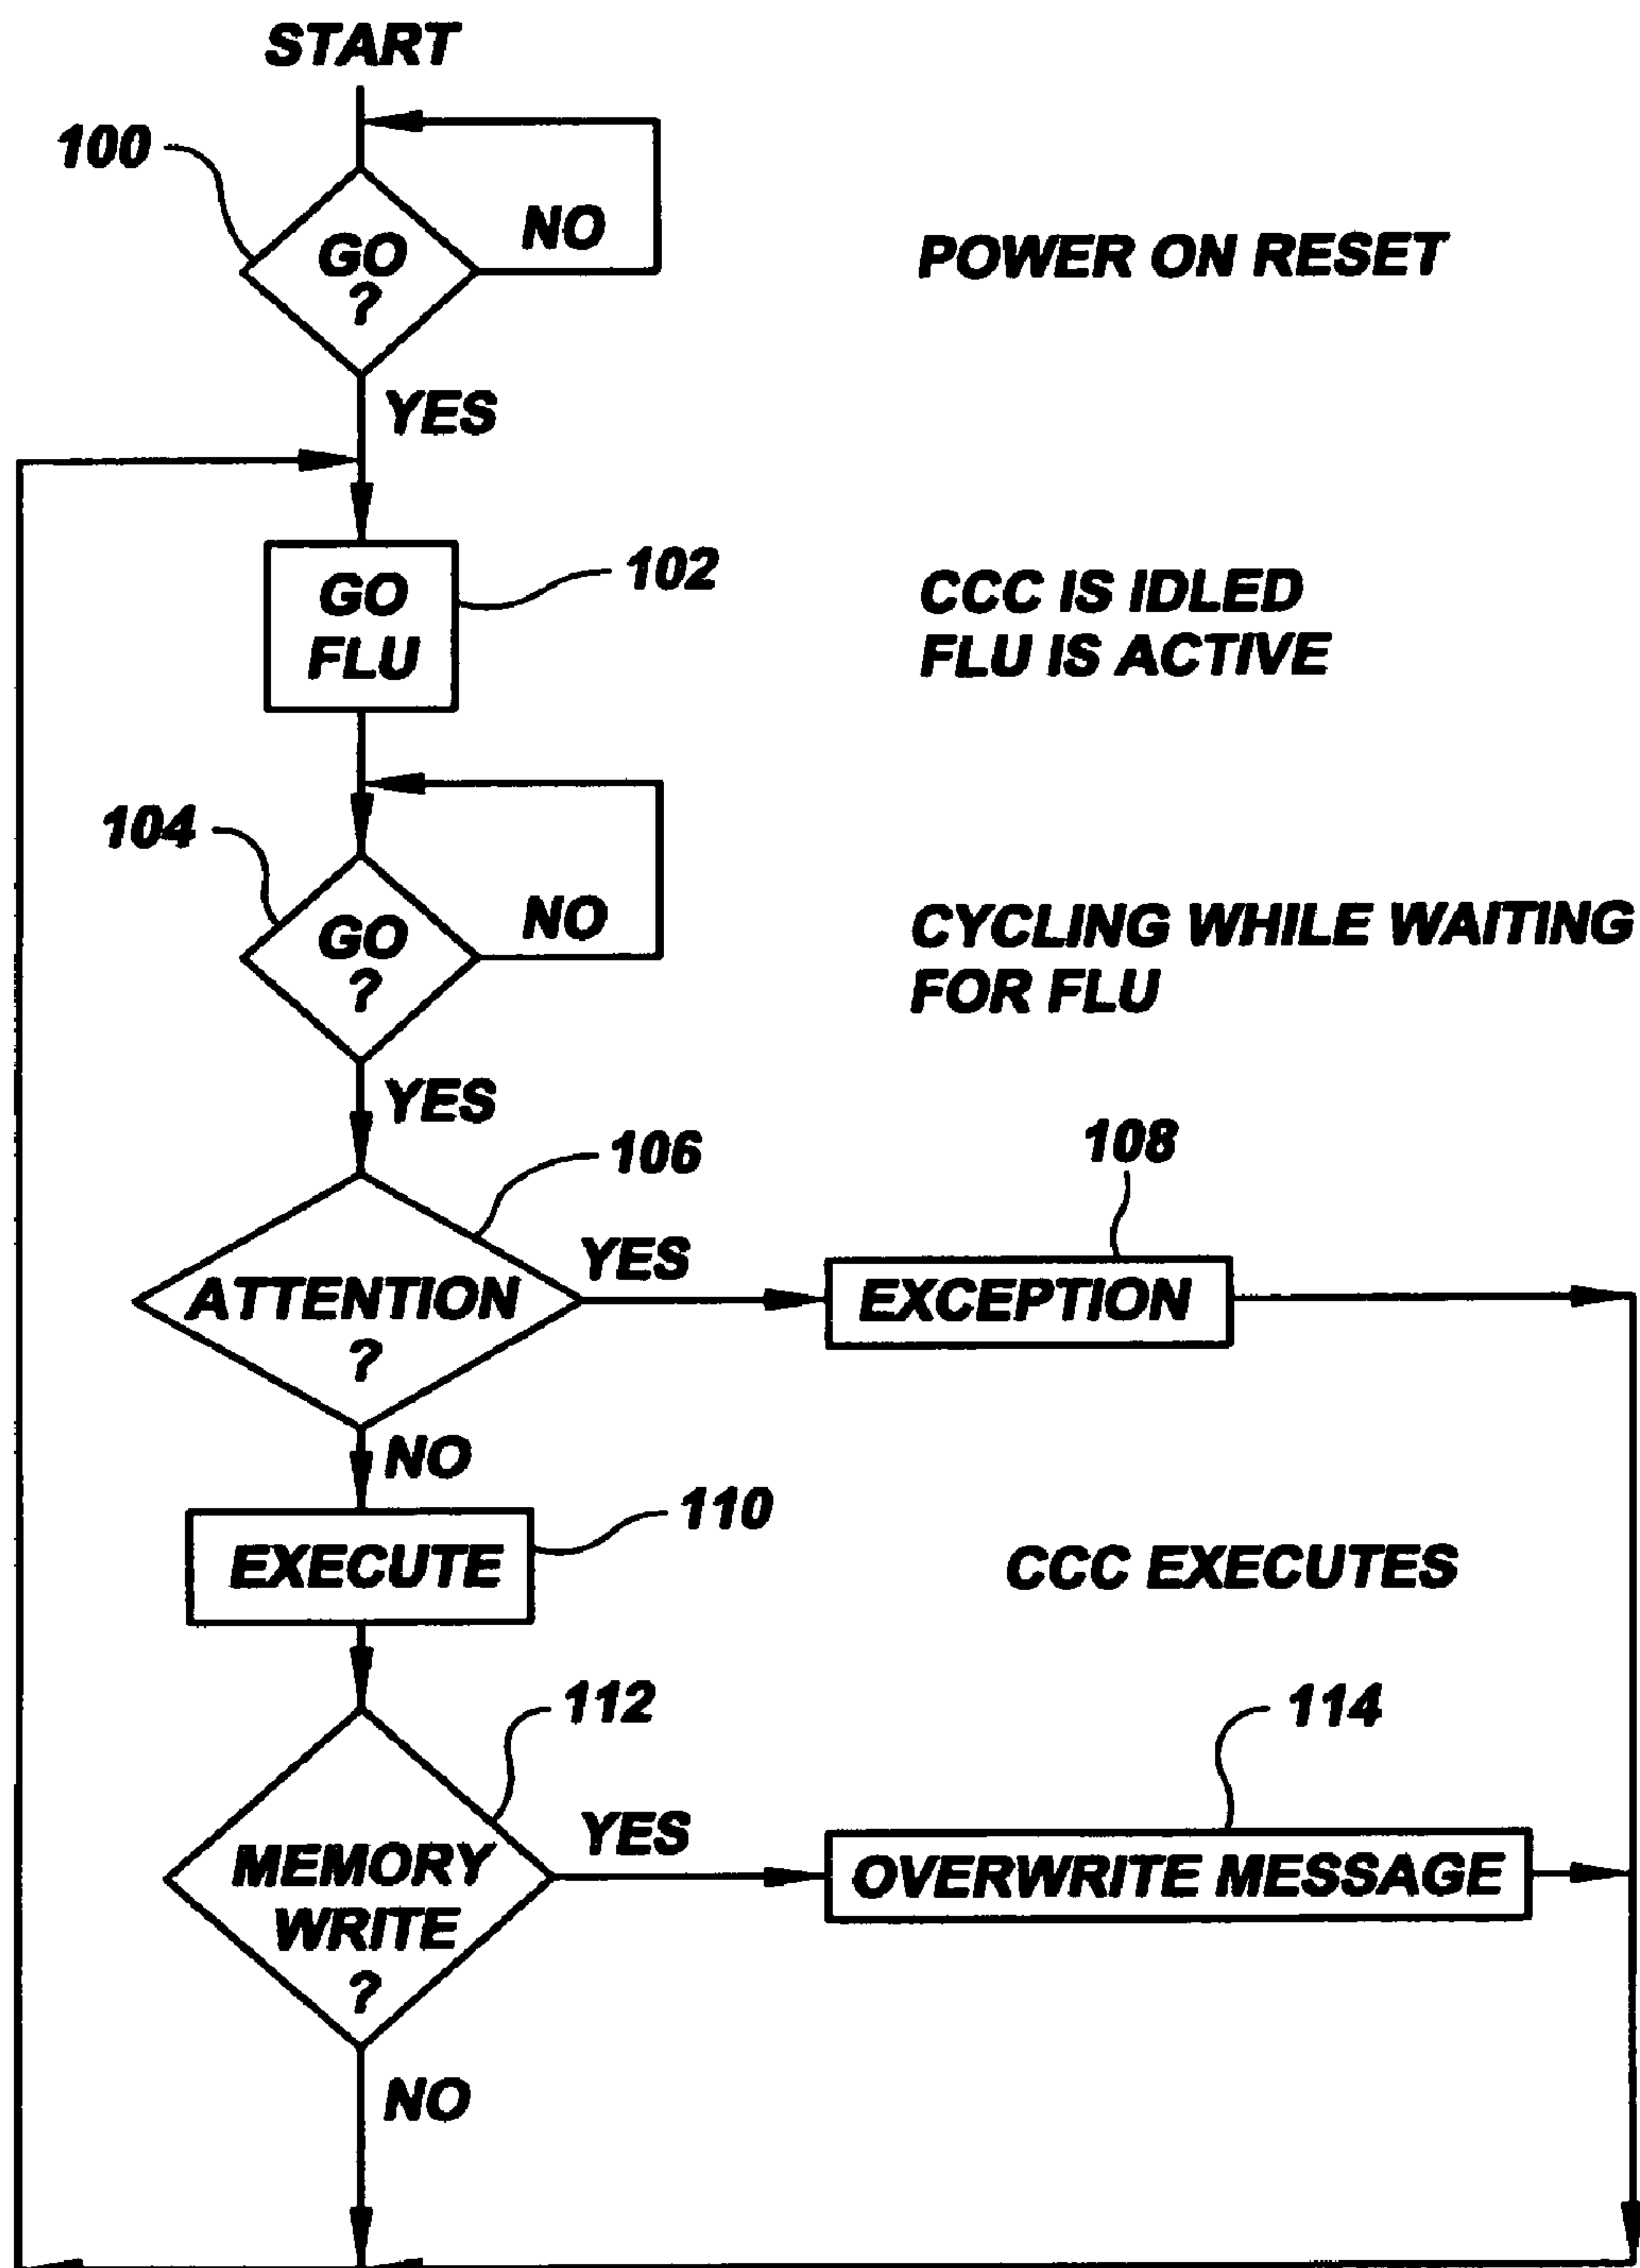 START
100
GO
?
NO
POWER ON RESET
YES
GO
FLU
102
CCC IS IDLED
FLU IS ACTIVE
104
GO
?
NO
CYCLING WHILE WAITING
FOR FLU
YES
106
108
ATTENTION
?
YES
EXCEPTION
NO
110
EXECUTE
CCC EXECUTES
112
114
MEMORY
WRITE
?
YES
OVERWRITE MESSAGE
NO